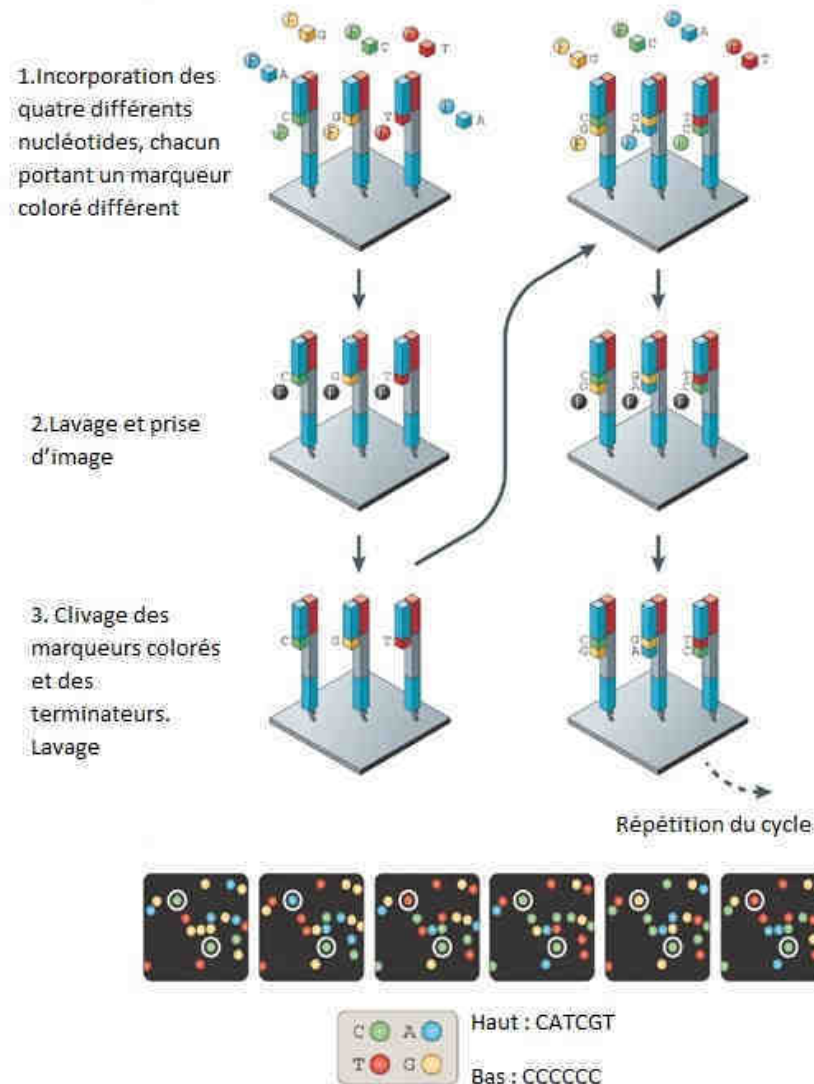 G C T
A
C G T
A
1.Incorporation des
quatre différents
nucléotides, chacun
portant un marqueur
coloré différent
G C A T
C G T
G A C
C G T
2.Lavage et prise
d'image
3. Clivage des
marqueurs colorés
et des
terminateurs.
Lavage
C G T
C G T
G A C
Répétition du cycle
C A
T G
Haut : CATCGT
Bas : CCCCCC